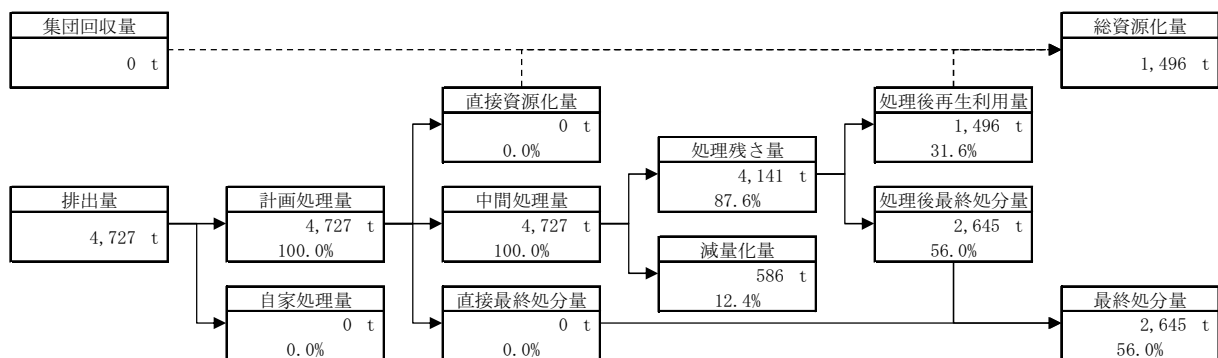 集団回収量
0 t
総資源化量
1,496 t
直接資源化量
0 t
0.0%
処理後再生利用量
1,496 t
31.6%
処理残さ量
4,141 t
87.6%
排出量
4,727 t
計画処理量
4,727 t
100.0%
中間処理量
4,727 t
100.0%
処理後最終処分量
2,645 t
56.0%
減量化量
586 t
12.4%
自家処理量
0 t
0.0%
直接最終処分量
0 t
0.0%
最終処分量
2,645 t
56.0%